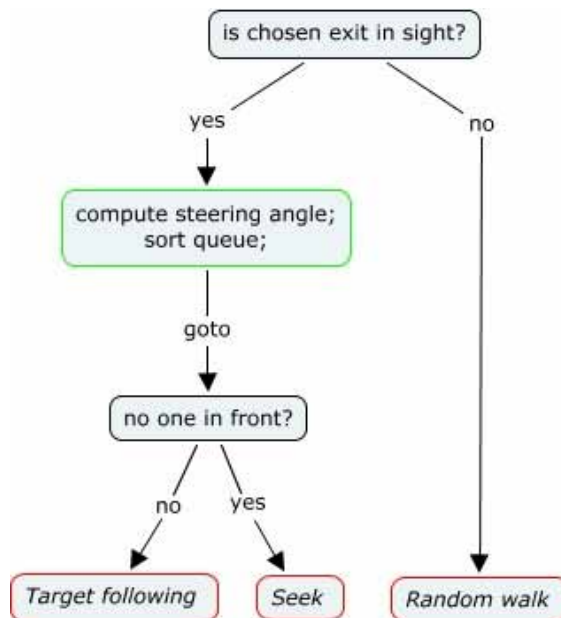 is chosen exit in sight?
yes
no
compute steering angle;
sort queue;
goto
no one in front?
no
yes
Target following
Seek
Random walk